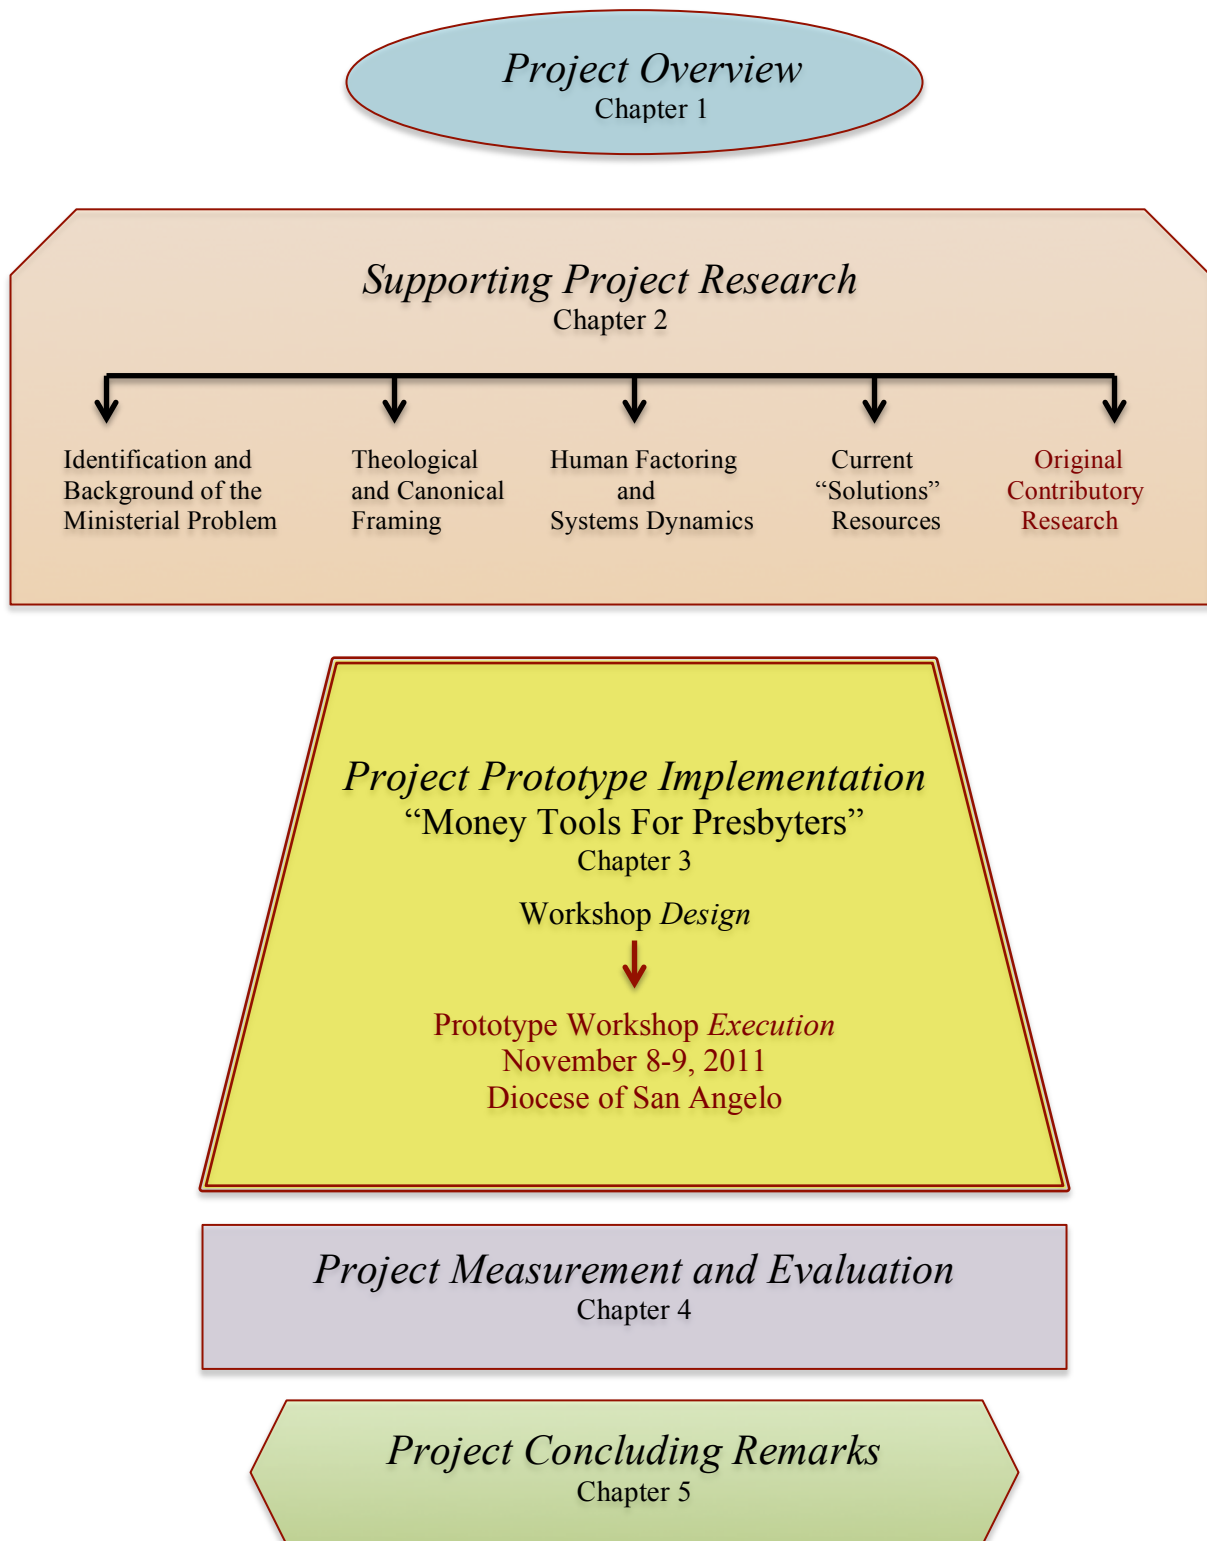 Project Overview
Chapter 1
Supporting Project Research
Chapter 2
Identification and
Background of the
Ministerial Problem
Theological
and Canonical
Framing
Human Factoring
and
Systems Dynamics
Current
“Solutions”
Resources
Original
Contributory
Research
Project Prototype Implementation
“Money Tools For Presbyters”
Chapter 3
Workshop Design
Prototype Workshop Execution
November 8-9, 2011
Diocese of San Angelo
Project Measurement and Evaluation
Chapter 4
Project Concluding Remarks
Chapter 5